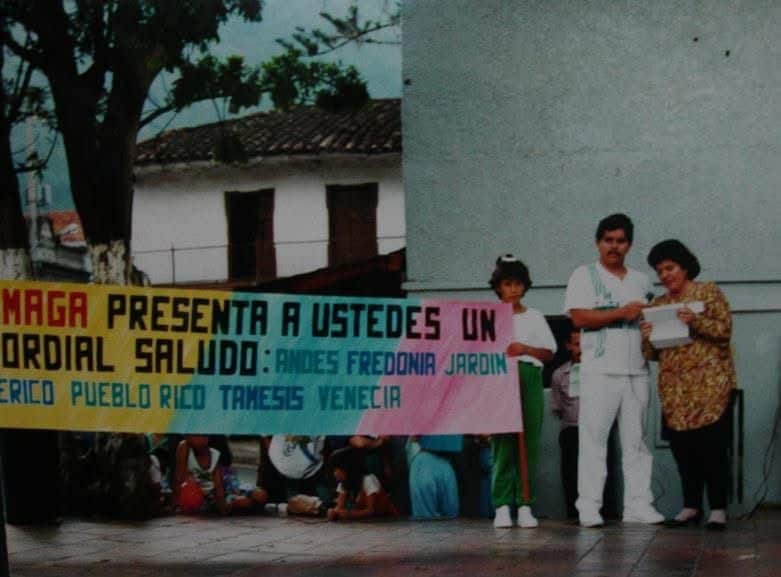 MAGA PRESENTA A USTEDES UN
ORDIAL SALUDO: ANDES FREDONIA JARDIN
ERICO PUEBLO RICO TAMESIS VENECIA